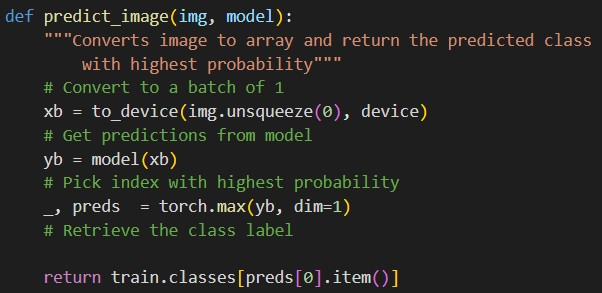 def predict_image(img, model):
    """Converts image to array and return the predicted class
        with highest probability"""
    # Convert to a batch of 1
    xb = to_device(img.unsqueeze(0), device)
    # Get predictions from model
    yb = model(xb)
    # Pick index with highest probability
    _, preds  = torch.max(yb, dim=1)
    # Retrieve the class label

    return train.classes[preds[0].item()]